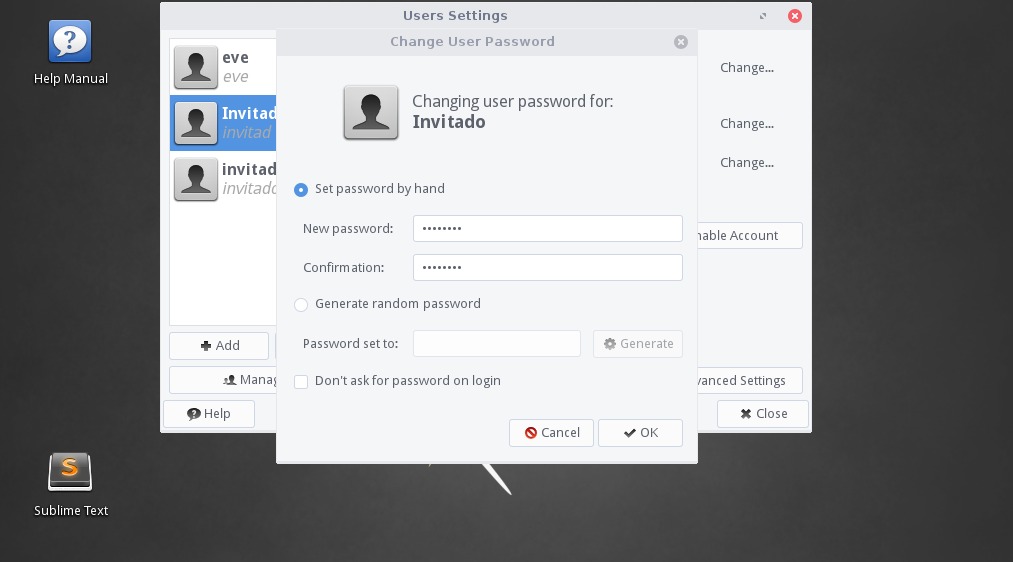 Users Settings
Help Manual
eve
eve
Invitad
invitad
invitad
invitado
Change...
Change...
Change...
nable Account
Add
Manag
vanced Settings
Help
Close
Change User Password
Changing user password for:
Invitado
Set password by hand
New password: ••••••••
Confirmation: ••••••••
Generate random password
Password set to:
Generate
Don't ask for password on login
Cancel
OK
S
Sublime Text